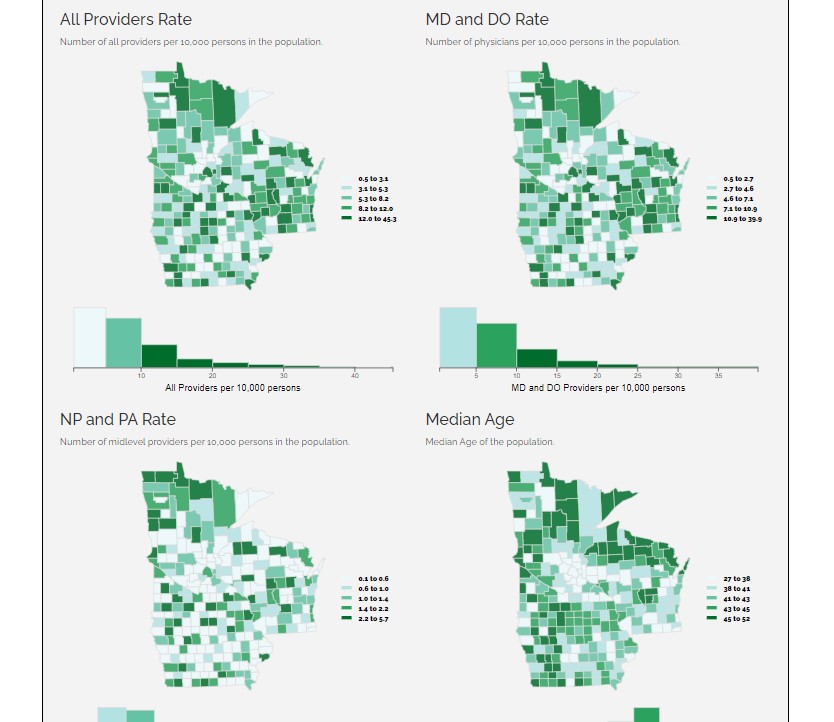 All Providers Rate
Number of all providers per 10,000 persons in the population.
0.5 to 3.1
3.1 to 5.3
5.3 to 8.2
8.2 to 12.0
12.0 to 45.3
10 20 30 40
All Providers per 10,000 persons
MD and DO Rate
Number of physicians per 10,000 persons in the population.
0.5 to 2.7
2.7 to 4.6
4.6 to 7.1
7.1 to 10.9
10.9 to 39.9
5 10 15 20 25 30 35
MD and DO Providers per 10,000 persons
NP and PA Rate
Number of midlevel providers per 10,000 persons in the population.
0.1 to 0.6
0.6 to 1.0
1.0 to 1.4
1.4 to 2.2
2.2 to 5.7
Median Age
Median Age of the population.
27 to 38
38 to 41
41 to 43
43 to 45
45 to 52